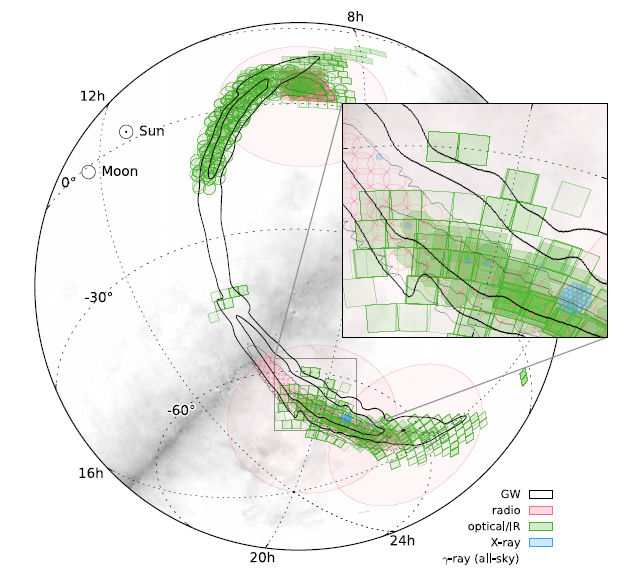 8h
12h
Sun
Moon
0°
-30°
-60°
16h
20h
24h
GW
radio
optical/IR
X-ray
γ-ray (all-sky)